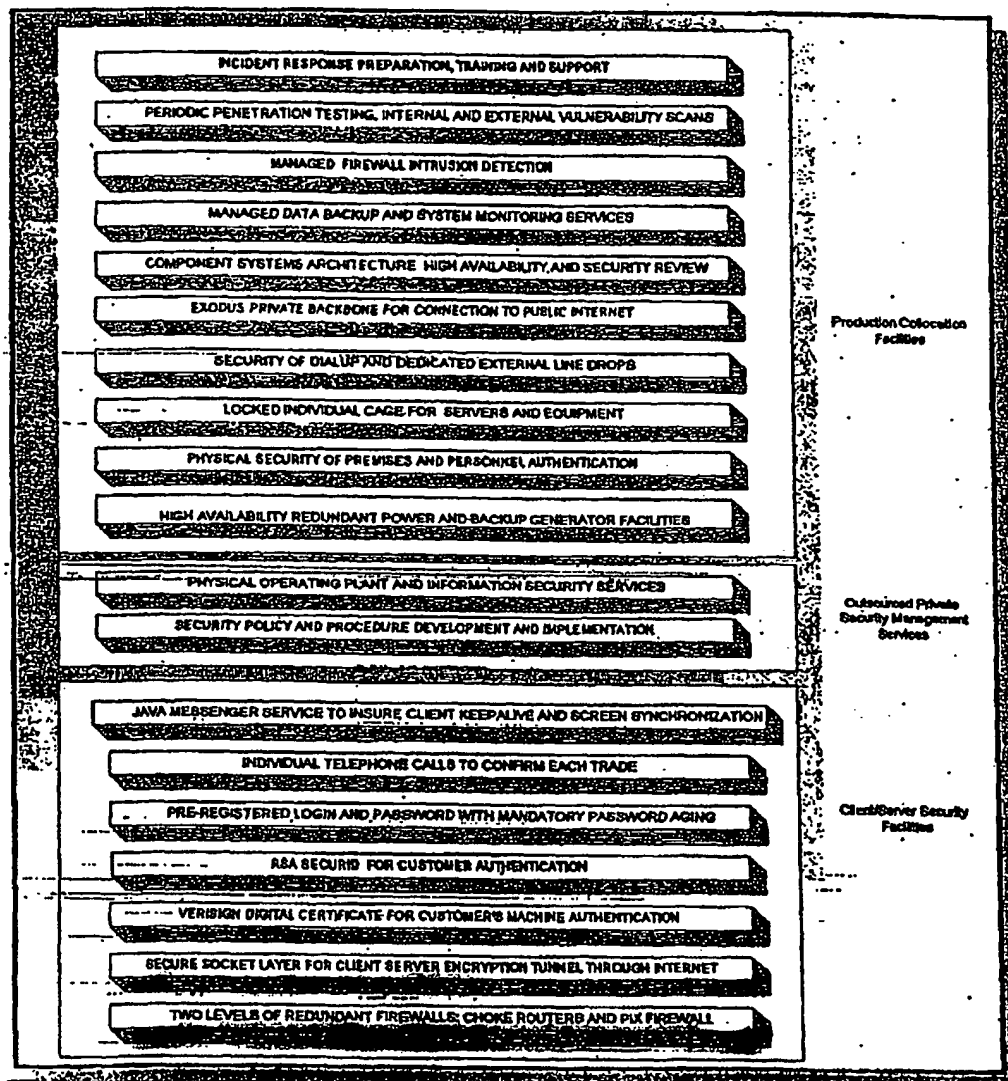 INCIDENT RESPONSE PREPARATION, TRAINING AND SUPPORT
PERIODIC PENETRATION TESTING, INTERNAL AND EXTERNAL VULNERABILITY SCANS
MANAGED FIREWALL INTRUSION DETECTION
MANAGED DATA BACKUP AND SYSTEM MONITORING SERVICES
COMPONENT SYSTEMS ARCHITECTURE HIGH AVAILABILITY, AND SECURITY REVIEW
EXODUS PRIVATE BACKBONE FOR CONNECTION TO PUBLIC INTERNET
Production Collocation
Facilities
SECURITY OF DIALUP AND DEDICATED EXTERNAL LINE DROPS
LOCKED INDIVIDUAL CAGE FOR SERVERS AND EQUIPMENT
PHYSICAL SECURITY OF PREMISES AND PERSONNEL AUTHENTICATION
HIGH AVAILABILITY REDUNDANT POWER AND BACKUP GENERATOR FACILITIES
PHYSICAL OPERATING PLANT AND INFORMATION SECURITY SERVICES
SECURITY POLICY AND PROCEDURE DEVELOPMENT AND IMPLEMENTATION
Outsourced Private
Security Management
Services
JAVA MESSENGER SERVICE TO INSURE CLIENT KEEPALIVE AND SCREEN SYNCHRONIZATION
INDIVIDUAL TELEPHONE CALLS TO CONFIRM EACH TRADE
PRE-REGISTERED LOGIN AND PASSWORD WITH MANDATORY PASSWORD AGING
Client/Server Security
Facilities
RSA SECURID FOR CUSTOMER AUTHENTICATION
VERISIGN DIGITAL CERTIFICATE FOR CUSTOMER'S MACHINE AUTHENTICATION
SECURE SOCKET LAYER FOR CLIENT SERVER ENCRYPTION TUNNEL THROUGH INTERNET
TWO LEVELS OF REDUNDANT FIREWALLS; CHOKE ROUTERS AND PIX FIREWALL